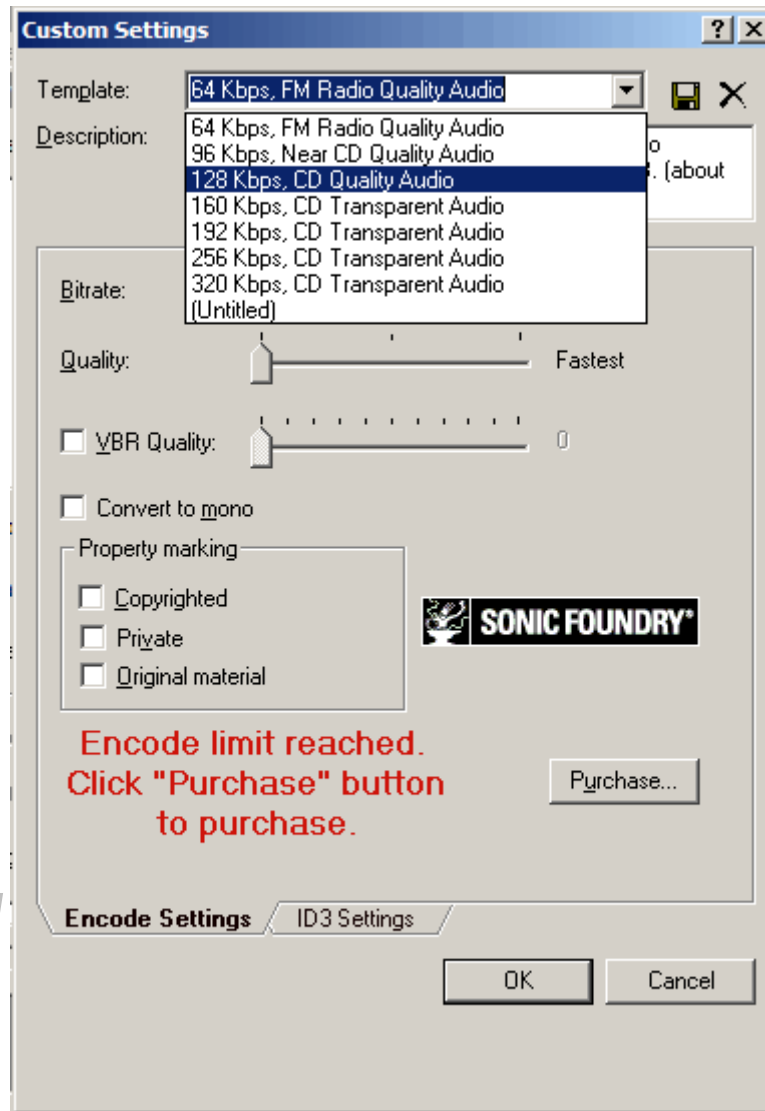 Custom Settings
Template: 64 Kbps, FM Radio Quality Audio
Description:
64 Kbps, FM Radio Quality Audio
96 Kbps, Near CD Quality Audio
128 Kbps, CD Quality Audio
160 Kbps, CD Transparent Audio
192 Kbps, CD Transparent Audio
256 Kbps, CD Transparent Audio
320 Kbps, CD Transparent Audio
(Untitled)
(about
Bitrate:
Quality: Fastest
VBR Quality: 0
Convert to mono
Property marking
Copyrighted
Private
Original material
SONIC FOUNDRY®
Encode limit reached.
Click "Purchase" button
to purchase.
Purchase...
Encode Settings ID3 Settings
OK Cancel